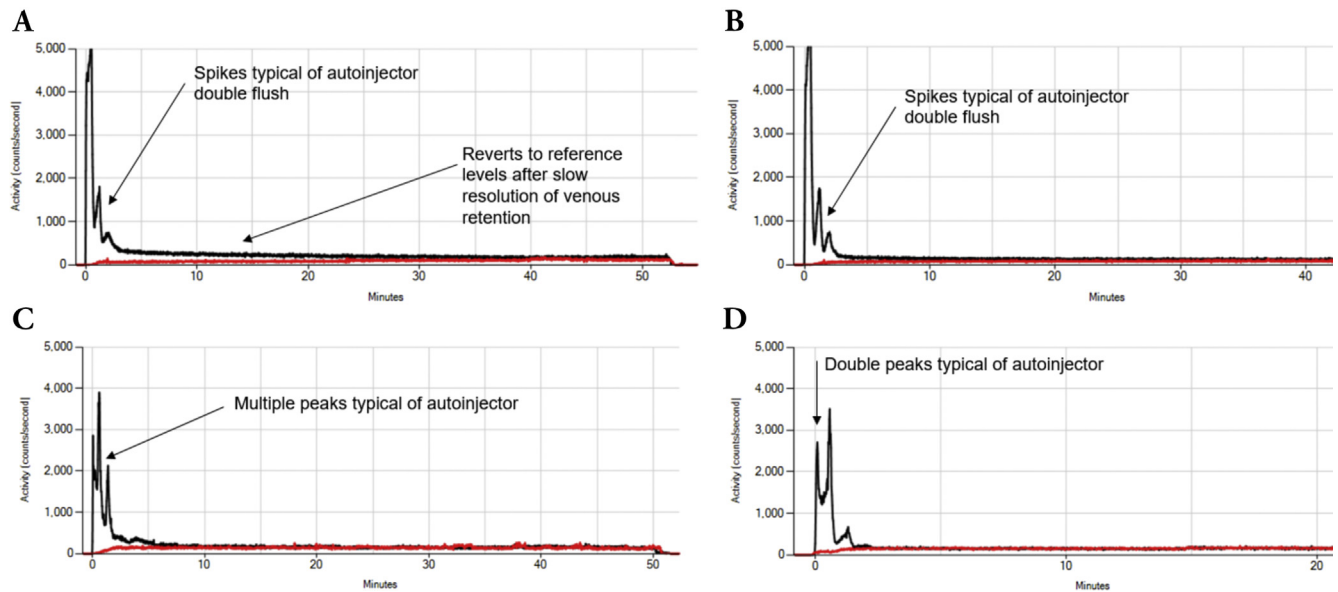 A
5,000
4,000
3,000
2,000
1,000
0
Activity [counts/second]
Spikes typical of autoinjector
double flush
Reverts to reference
levels after slow
resolution of venous
retention
0 10 20 30 40 50
Minutes
B
5,000
4,000
3,000
2,000
1,000
0
Activity [counts/second]
Spikes typical of autoinjector
double flush
0 10 20 30 40
Minutes
C
5,000
4,000
3,000
2,000
1,000
0
Activity [counts/second]
Multiple peaks typical of autoinjector
0 10 20 30 40 50
Minutes
D
5,000
4,000
3,000
2,000
1,000
0
Activity [counts/second]
Double peaks typical of autoinjector
0 10 20
Minutes